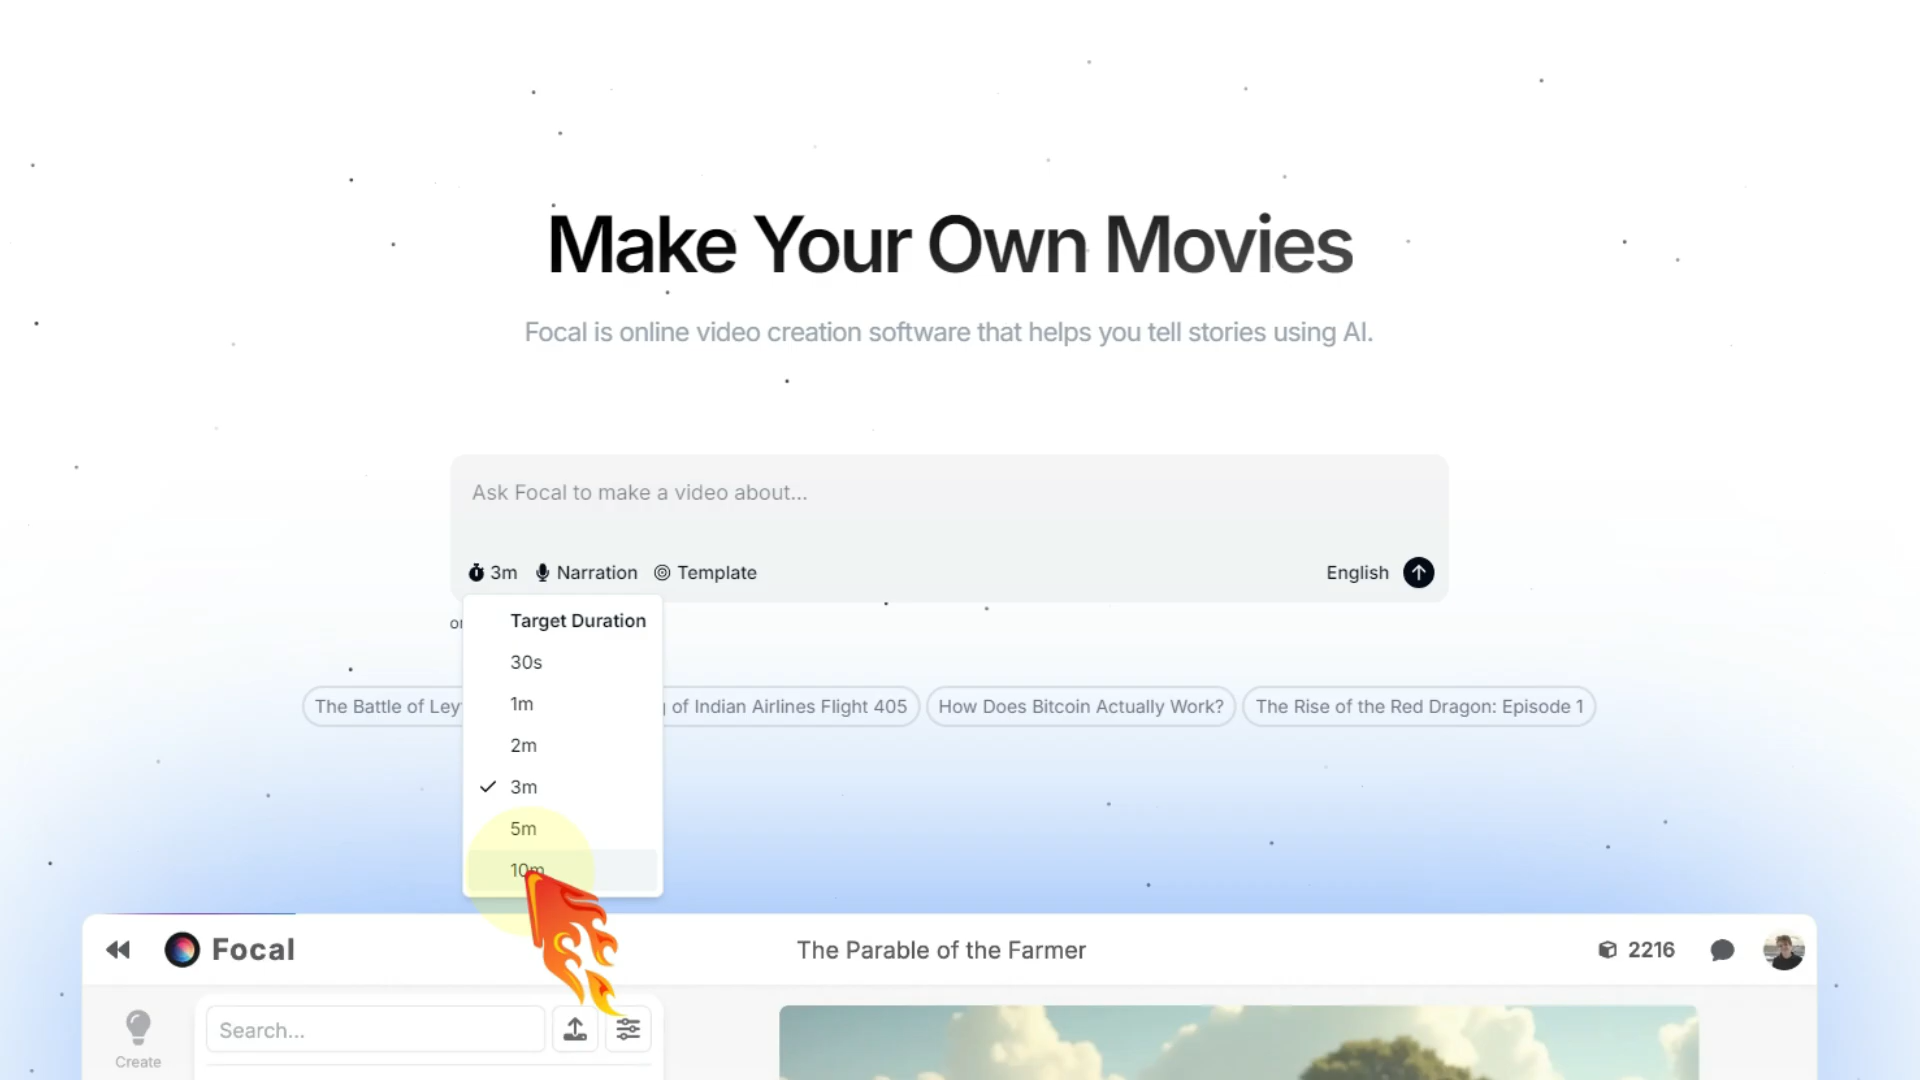 Make Your Own Movies
Focal is online video creation software that helps you tell stories using AI.
Ask Focal to make a video about...
3m Narration Template English
Target Duration
30s
1m
2m
3m
5m
10m
The Battle of
of Indian Airlines Flight 405
How Does Bitcoin Actually Work?
The Rise of the Red Dragon: Episode 1
Focal
The Parable of the Farmer
2216
Search...
Create